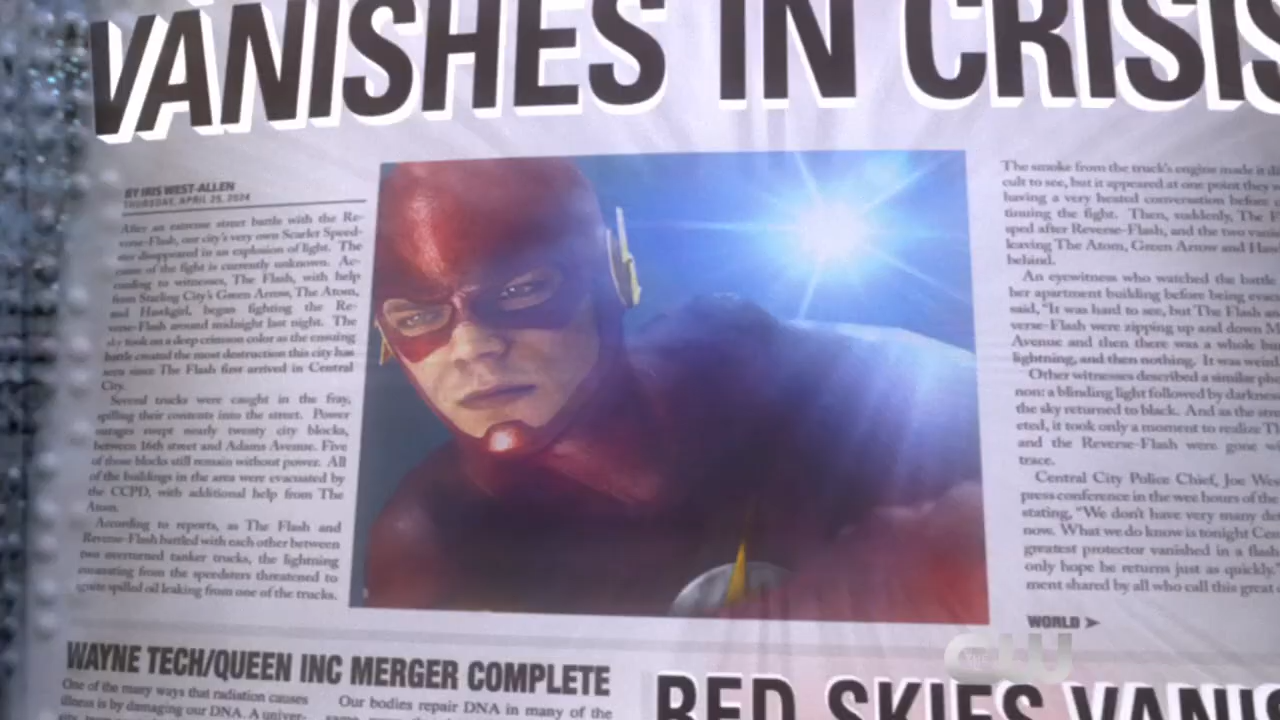 VANISHES IN CRISIS
BY IRIS WEST-ALLEN
THURSDAY, APRIL 25, 2024
After an extreme street battle with the Re-
verse-Flash, our city's very own Scarlet Speed-
ster disappeared in an explosion of light. The
cause of the fight is currently unknown. Ac-
cording to witnesses, The Flash, with help
from Starling City's Green Arrow, The Atom,
and Hawkgirl, began fighting the Re-
verse-Flash around midnight last night. The
sky took on a deep crimson color as the ensuing
battle created the most destruction this city has
seen since The Flash first arrived in Central
City.
Several trucks were caught in the fray,
spilling their contents into the street. Power
outages swept nearly twenty city blocks,
between 16th street and Adams Avenue. Five
of those blocks still remain without power. All
of the buildings in the area were evacuated by
the CCPD, with additional help from The
Atom.
According to reports, as The Flash and
Reverse-Flash battled with each other between
two overturned tanker trucks, the lightning
emanating from the speedsters threatened to
ignite spilled oil leaking from one of the trucks.
The smoke from the truck's engine made it di
cult to see, but it appeared at one point they w
having a very heated conversation before
tinuing the fight. Then, suddenly, The F
sped after Reverse-Flash, and the two vanis
leaving The Atom, Green Arrow and Haw
behind.
An eyewitness who watched the battle
her apartment building before being evac
said, "It was hard to see, but The Flash an
verse-Flash were zipping up and down M
Avenue and then there was a whole bu
lightning, and then nothing. It was weird
Other witnesses described a similar phe
non: a blinding light followed by darkness
the sky returned to black. And as the stre
eted, it took only a moment to realize Th
and the Reverse-Flash were gone wi
trace.
Central City Police Chief, Joe Wes
press conference in the wee hours of the
stating, "We don't have very many de
now. What we do know is tonight Cen
greatest protector vanished in a flash
only hope he returns just as quickly."
ment shared by all who call this great
WORLD
WAYNE TECH/QUEEN INC MERGER COMPLETE
One of the many ways that radiation causes
illness is by damaging our DNA. A univer-
Our bodies repair DNA in many of the
RED SKIES VANIS
THE CW